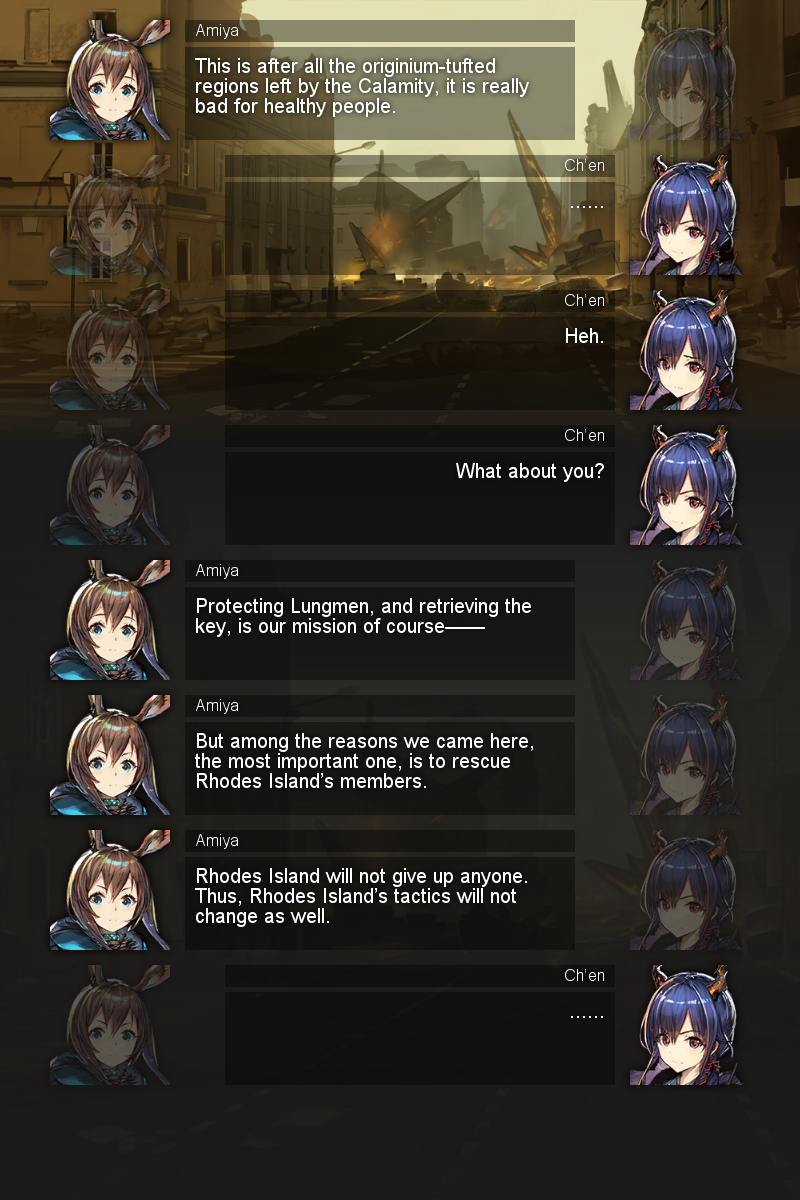 Amiya
This is after all the originium-tufted
regions left by the Calamity, it is really
bad for healthy people.
Ch'en
......
Ch'en
Heh.
Ch'en
What about you?
Amiya
Protecting Lungmen, and retrieving the
key, is our mission of course——
Amiya
But among the reasons we came here,
the most important one, is to rescue
Rhodes Island's members.
Amiya
Rhodes Island will not give up anyone.
Thus, Rhodes Island's tactics will not
change as well.
Ch'en
......